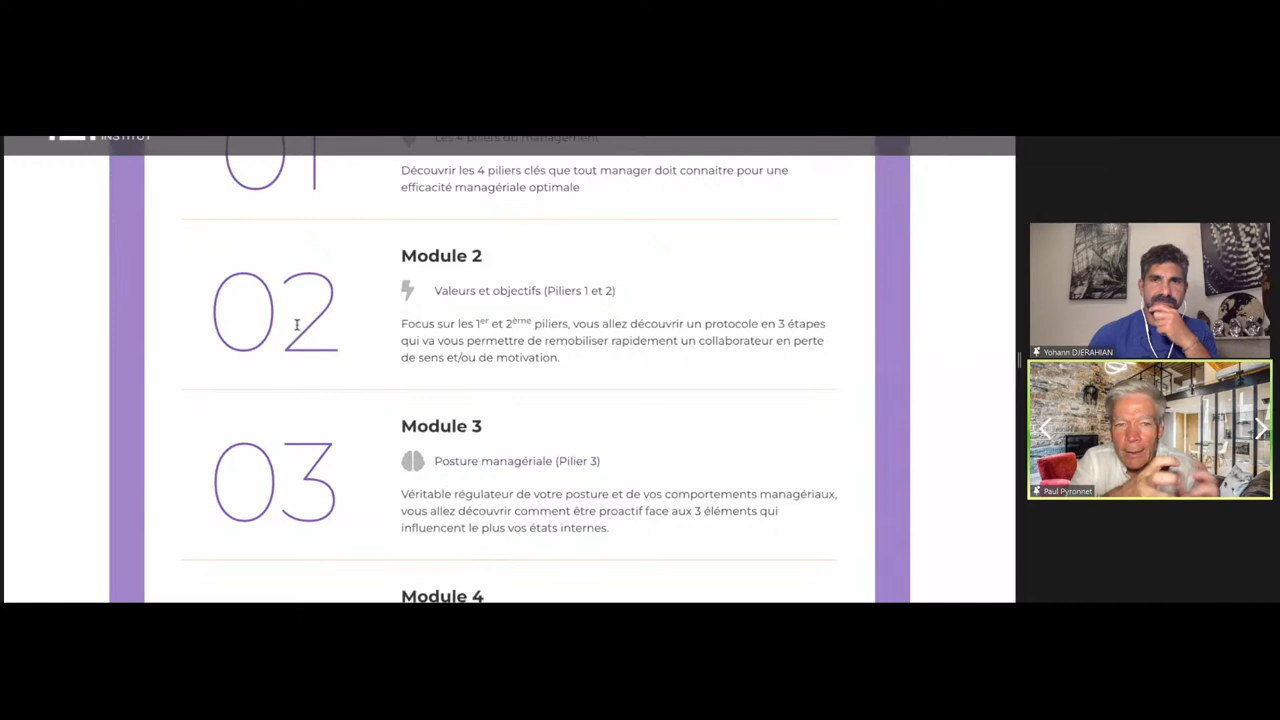 INSTITUT
01
Les 4 piliers du management
Découvrir les 4 piliers clés que tout manager doit connaitre pour une
efficacité managériale optimale
02
Module 2
Valeurs et objectifs (Piliers 1 et 2)
Focus sur les 1er et 2ème piliers, vous allez découvrir un protocole en 3 étapes
qui va vous permettre de remobiliser rapidement un collaborateur en perte
de sens et/ou de motivation.
03
Module 3
Posture managériale (Pilier 3)
Véritable régulateur de votre posture et de vos comportements managériaux,
vous allez découvrir comment être proactif face aux 3 éléments qui
influencent le plus vos états internes.
Module 4
Yohann DJERAHIAN
Paul Pyronnet